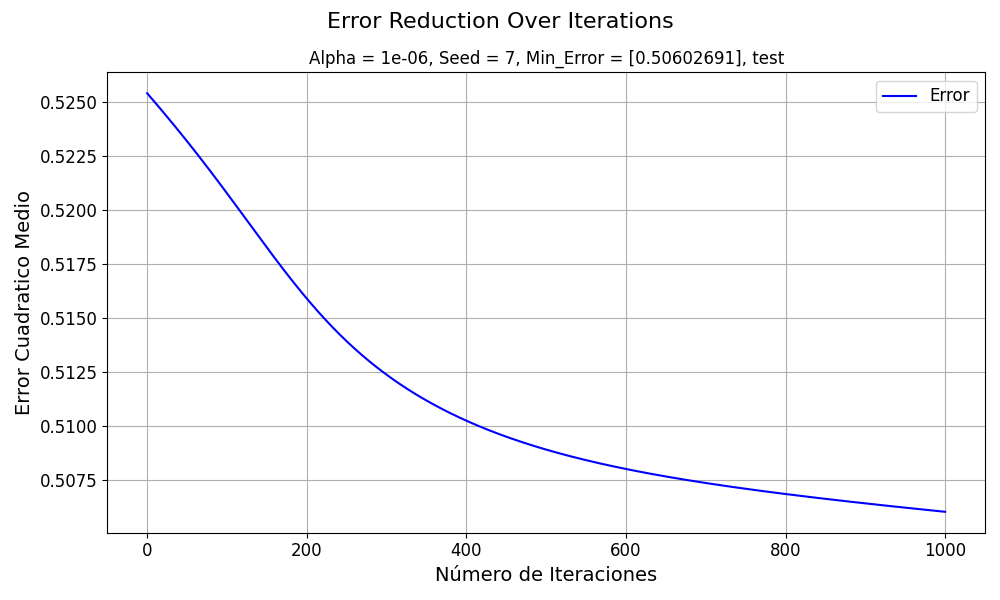 Error Reduction Over Iterations
Alpha = 1e-06, Seed = 7, Min_Error = [0.50602691], test
Error
Error Cuadratico Medio
0.5250
0.5225
0.5200
0.5175
0.5150
0.5125
0.5100
0.5075
0 200 400 600 800 1000
Número de Iteraciones